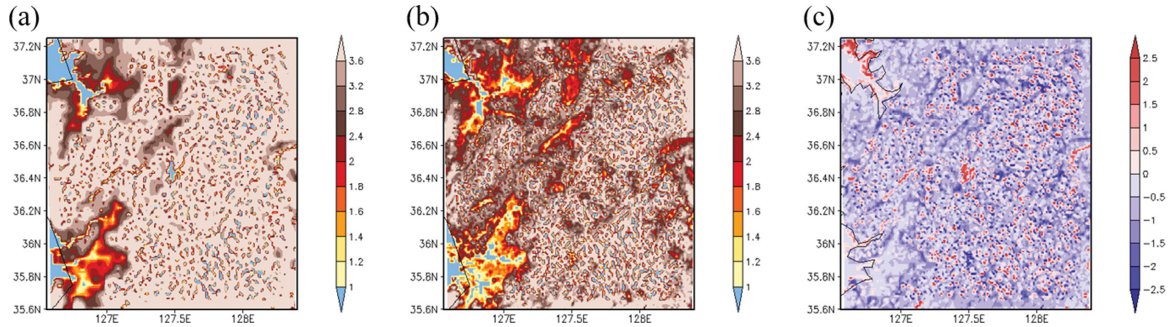 (a)
37.2N
37N
36.8N
36.6N
36.4N
36.2N
36N
35.8N
35.6N
127E
127.5E
128E
3.6
3.2
2.8
2.4
2
1.8
1.6
1.4
1.2
1
(b)
37.2N
37N
36.8N
36.6N
36.4N
36.2N
36N
35.8N
35.6N
127E
127.5E
128E
3.6
3.2
2.8
2.4
2
1.8
1.6
1.4
1.2
1
(c)
37.2N
37N
36.8N
36.6N
36.4N
36.2N
36N
35.8N
35.6N
127E
127.5E
128E
2.5
2
1.5
1
0.5
0
-0.5
-1
-1.5
-2
-2.5